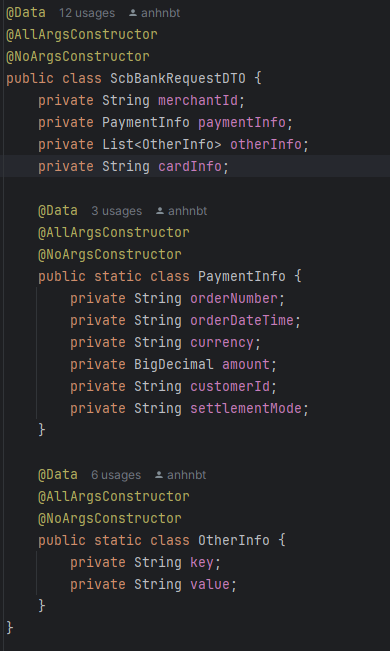 @Data 12 usages anhnbt
@AllArgsConstructor
@NoArgsConstructor
public class ScbBankRequestDTO {
    private String merchantId;
    private PaymentInfo paymentInfo;
    private List<OtherInfo> otherInfo;
    private String cardInfo;
    @Data 3 usages anhnbt
    @AllArgsConstructor
    @NoArgsConstructor
    public static class PaymentInfo {
        private String orderNumber;
        private String orderDateTime;
        private String currency;
        private BigDecimal amount;
        private String customerId;
        private String settlementMode;
    }
    @Data 6 usages anhnbt
    @AllArgsConstructor
    @NoArgsConstructor
    public static class OtherInfo {
        private String key;
        private String value;
    }
}